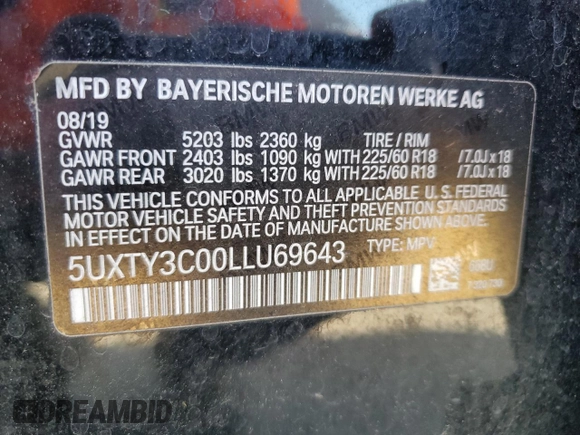 MFD BY BAYERISCHE MOTOREN WERKE AG
08/19
GVWR 5203 lbs 2360 kg TIRE / RIM
GAWR FRONT 2403 lbs 1090 kg WITH 225/60 R18 /7.0J x 18
GAWR REAR 3020 lbs 1370 kg WITH 225/60 R18 /7.0J x 18
THIS VEHICLE CONFORMS TO ALL APPLICABLE U. S. FEDERAL
MOTOR VEHICLE SAFETY AND THEFT PREVENTION STANDARDS
IN EFFECT ON THE DATE OF MANUFACTURE SHOWN ABOVE.
5UXTY3C00LLU69643 TYPE: MPV
DREAMBID